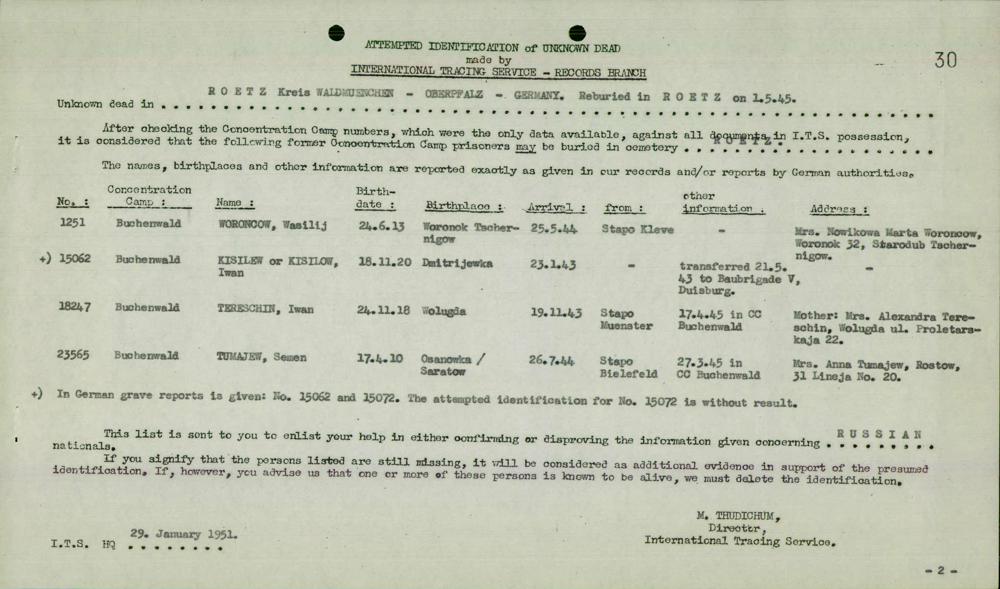 ATTEMPTED IDENTIFICATION of UNKNOWN DEAD
made by
INTERNATIONAL TRACING SERVICE - RECORDS BRANCH
30
R O E T Z Kreis WALDMUENCHEN - OBERPFALZ - GERMANY. Reburied in R O E T Z on 1.5.45.
Unknown dead in . . . . . . . . . . . . . . . . . . . . . . . . . . . . . . . . . . . . . . . . . . . . . . .
After checking the Concentration Camp numbers, which were the only data available, against all documents in I.T.S. possession,
it is considered that the following former Concentration Camp prisoners may be buried in cemetery . . R O E T Z. . . . . . . . .
The names, birthplaces and other information are reported exactly as given in our records and/or reports by German authorities.
No. : Concentration Camp : Name : Birth-date : Birthplace : Arrival : from : other information : Address :
1251 Buchenwald WORONCOW, Wasilij 24.6.13 Woronok Tscher-nigow 25.5.44 Stapo Kleve - Mrs. Nowikowa Marta Woroncow, Woronok 32, Starodub Tscher-nigow.
+) 15062 Buchenwald KISILEW or KISILOW, Iwan 18.11.20 Dmitrijewka 23.1.43 - transferred 21.5.43 to Baubrigade V, Duisburg. -
18247 Buchenwald TERESCHIN, Iwan 24.11.18 Wolugda 19.11.43 Stapo Muenster 17.4.45 in CC Buchenwald Mother: Mrs. Alexandra Tere-schin, Wolugda ul. Proletars-kaja 22.
23565 Buchenwald TUMAJEW, Semen 17.4.10 Osanowka / Saratow 26.7.44 Stapo Bielefeld 27.3.45 in CC Buchenwald Mrs. Anna Tumajew, Rostow, 31 Lineja No. 20.
+) In German grave reports is given: No. 15062 and 15072. The attempted identification for No. 15072 is without result.
This list is sent to you to enlist your help in either confirming or disproving the information given concerning R U S S I A N
nationals.
If you signify that the persons listed are still missing, it will be considered as additional evidence in support of the presumed
identification. If, however, you advise us that one or more of these persons is known to be alive, we must delete the identification.
M. THUDICHUM,
Director,
International Tracing Service.
29. January 1951.
I.T.S. HQ . . . . . . . .
- 2 -